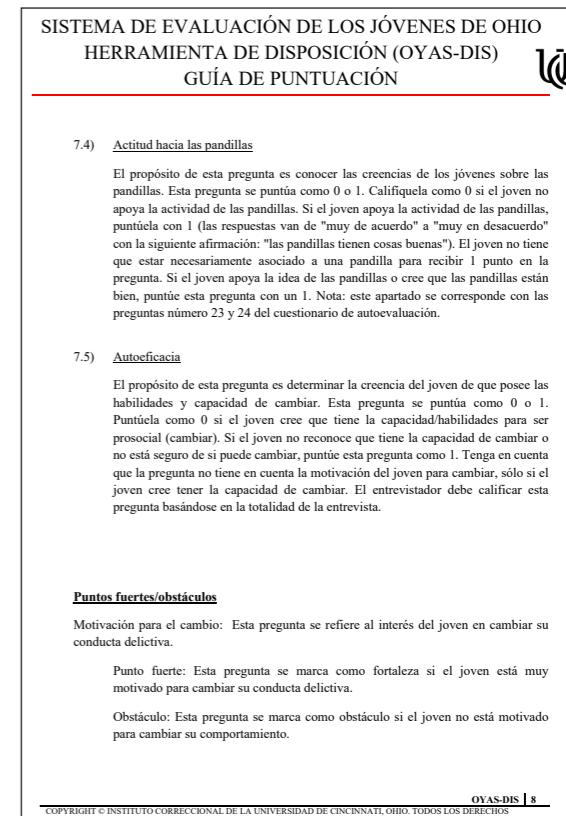 SISTEMA DE EVALUACIÓN DE LOS JÓVENES DE OHIO
HERRAMIENTA DE DISPOSICIÓN (OYAS-DIS)
GUÍA DE PUNTUACIÓN
7.4) Actitud hacia las pandillas
El propósito de esta pregunta es conocer las creencias de los jóvenes sobre las
pandillas. Esta pregunta se puntúa como 0 o 1. Califíquela como 0 si el joven no
apoya la actividad de las pandillas. Si el joven apoya la actividad de las pandillas,
puntúela con 1 (las respuestas van de "muy de acuerdo" a "muy en desacuerdo"
con la siguiente afirmación: "las pandillas tienen cosas buenas"). El joven no tiene
que estar necesariamente asociado a una pandilla para recibir 1 punto en la
pregunta. Si el joven apoya la idea de las pandillas o cree que las pandillas están
bien, puntúe esta pregunta con un 1. Nota: este apartado se corresponde con las
preguntas número 23 y 24 del cuestionario de autoevaluación.
7.5) Autoeficacia
El propósito de esta pregunta es determinar la creencia del joven de que posee las
habilidades y capacidad de cambiar. Esta pregunta se puntúa como 0 o 1.
Puntúela como 0 si el joven cree que tiene la capacidad/habilidades para ser
prosocial (cambiar). Si el joven no reconoce que tiene la capacidad de cambiar o
no está seguro de si puede cambiar, puntúe esta pregunta como 1. Tenga en cuenta
que la pregunta no tiene en cuenta la motivación del joven para cambiar, sólo si el
joven cree tener la capacidad de cambiar. El entrevistador debe calificar esta
pregunta basándose en la totalidad de la entrevista.
Puntos fuertes/obstáculos
Motivación para el cambio: Esta pregunta se refiere al interés del joven en cambiar su
conducta delictiva.
Punto fuerte: Esta pregunta se marca como fortaleza si el joven está muy
motivado para cambiar su conducta delictiva.
Obstáculo: Esta pregunta se marca como obstáculo si el joven no está motivado
para cambiar su comportamiento.
OYAS-DIS | 8
COPYRIGHT © INSTITUTO CORRECCIONAL DE LA UNIVERSIDAD DE CINCINNATI, OHIO. TODOS LOS DERECHOS